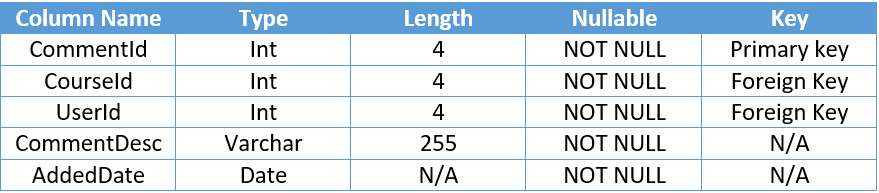 Column Name Type Length Nullable Key
CommentId Int 4 NOT NULL Primary key
CourseId Int 4 NOT NULL Foreign Key
UserId Int 4 NOT NULL Foreign Key
CommentDesc Varchar 255 NOT NULL N/A
AddedDate Date N/A NOT NULL N/A